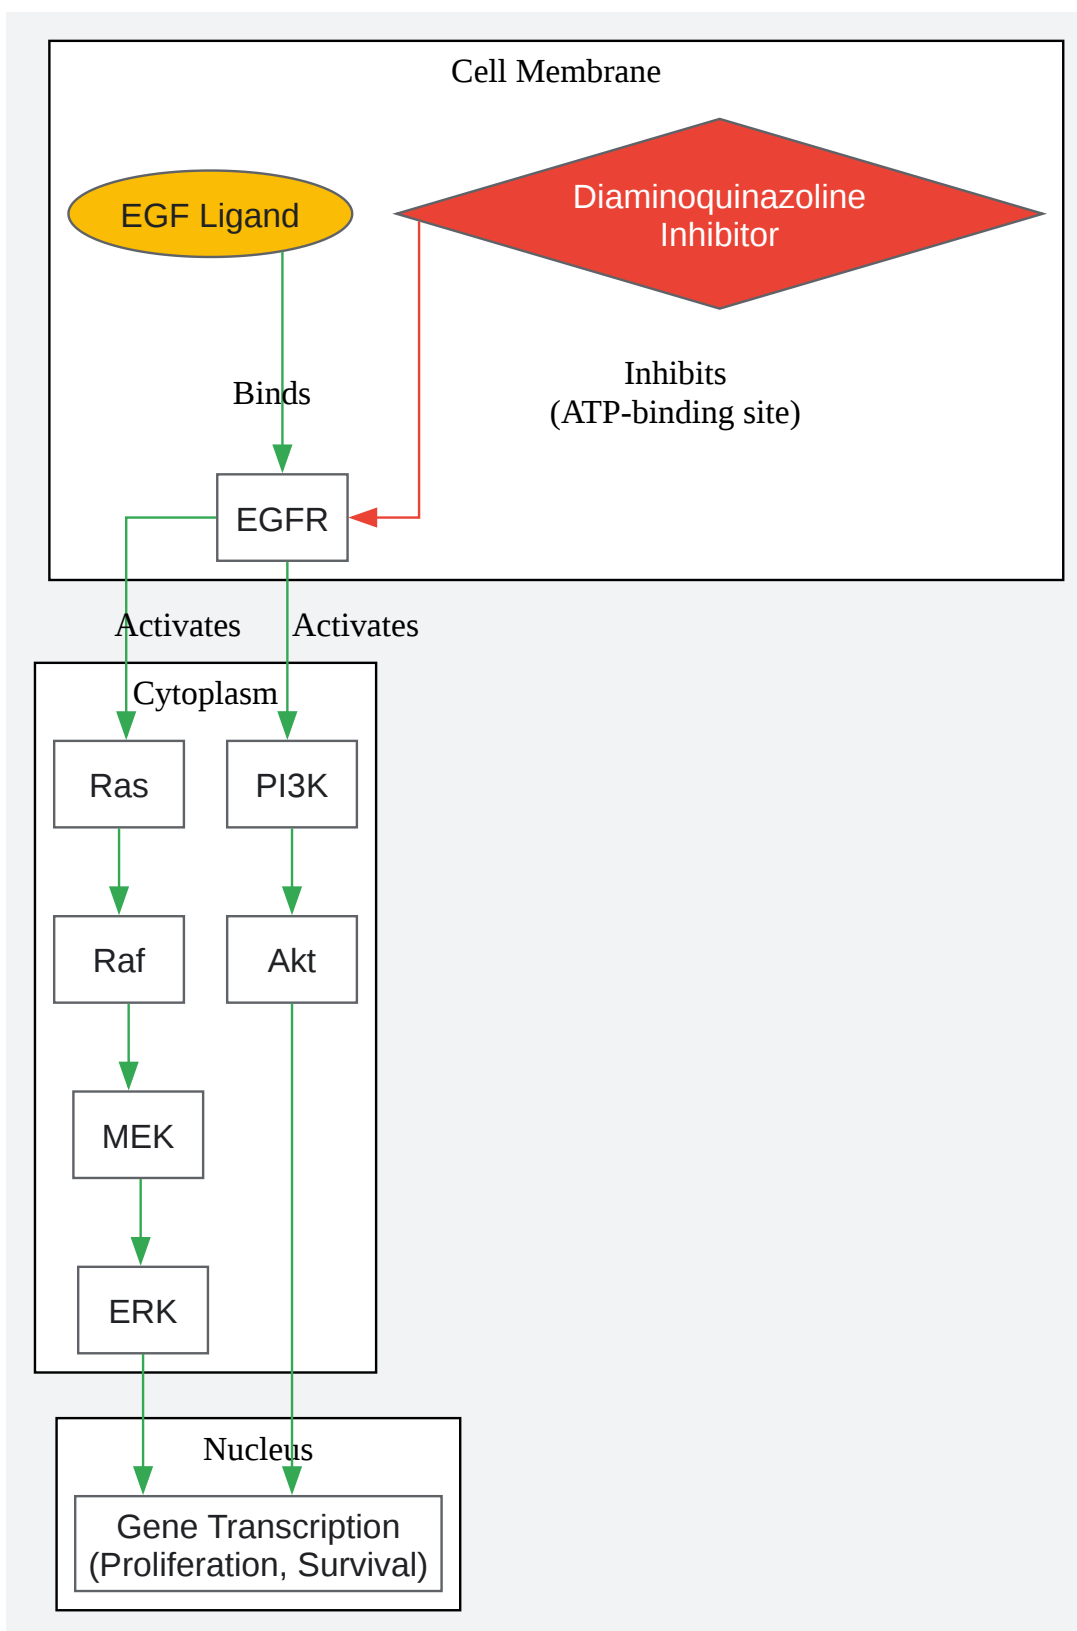 Cell Membrane
EGF Ligand
Diaminoquinazoline
Inhibitor
Inhibits
(ATP-binding site)
Binds
EGFR
Activates
Activates
Cytoplasm
Ras
PI3K
Raf
Akt
MEK
ERK
Nucleus
Gene Transcription
(Proliferation, Survival)